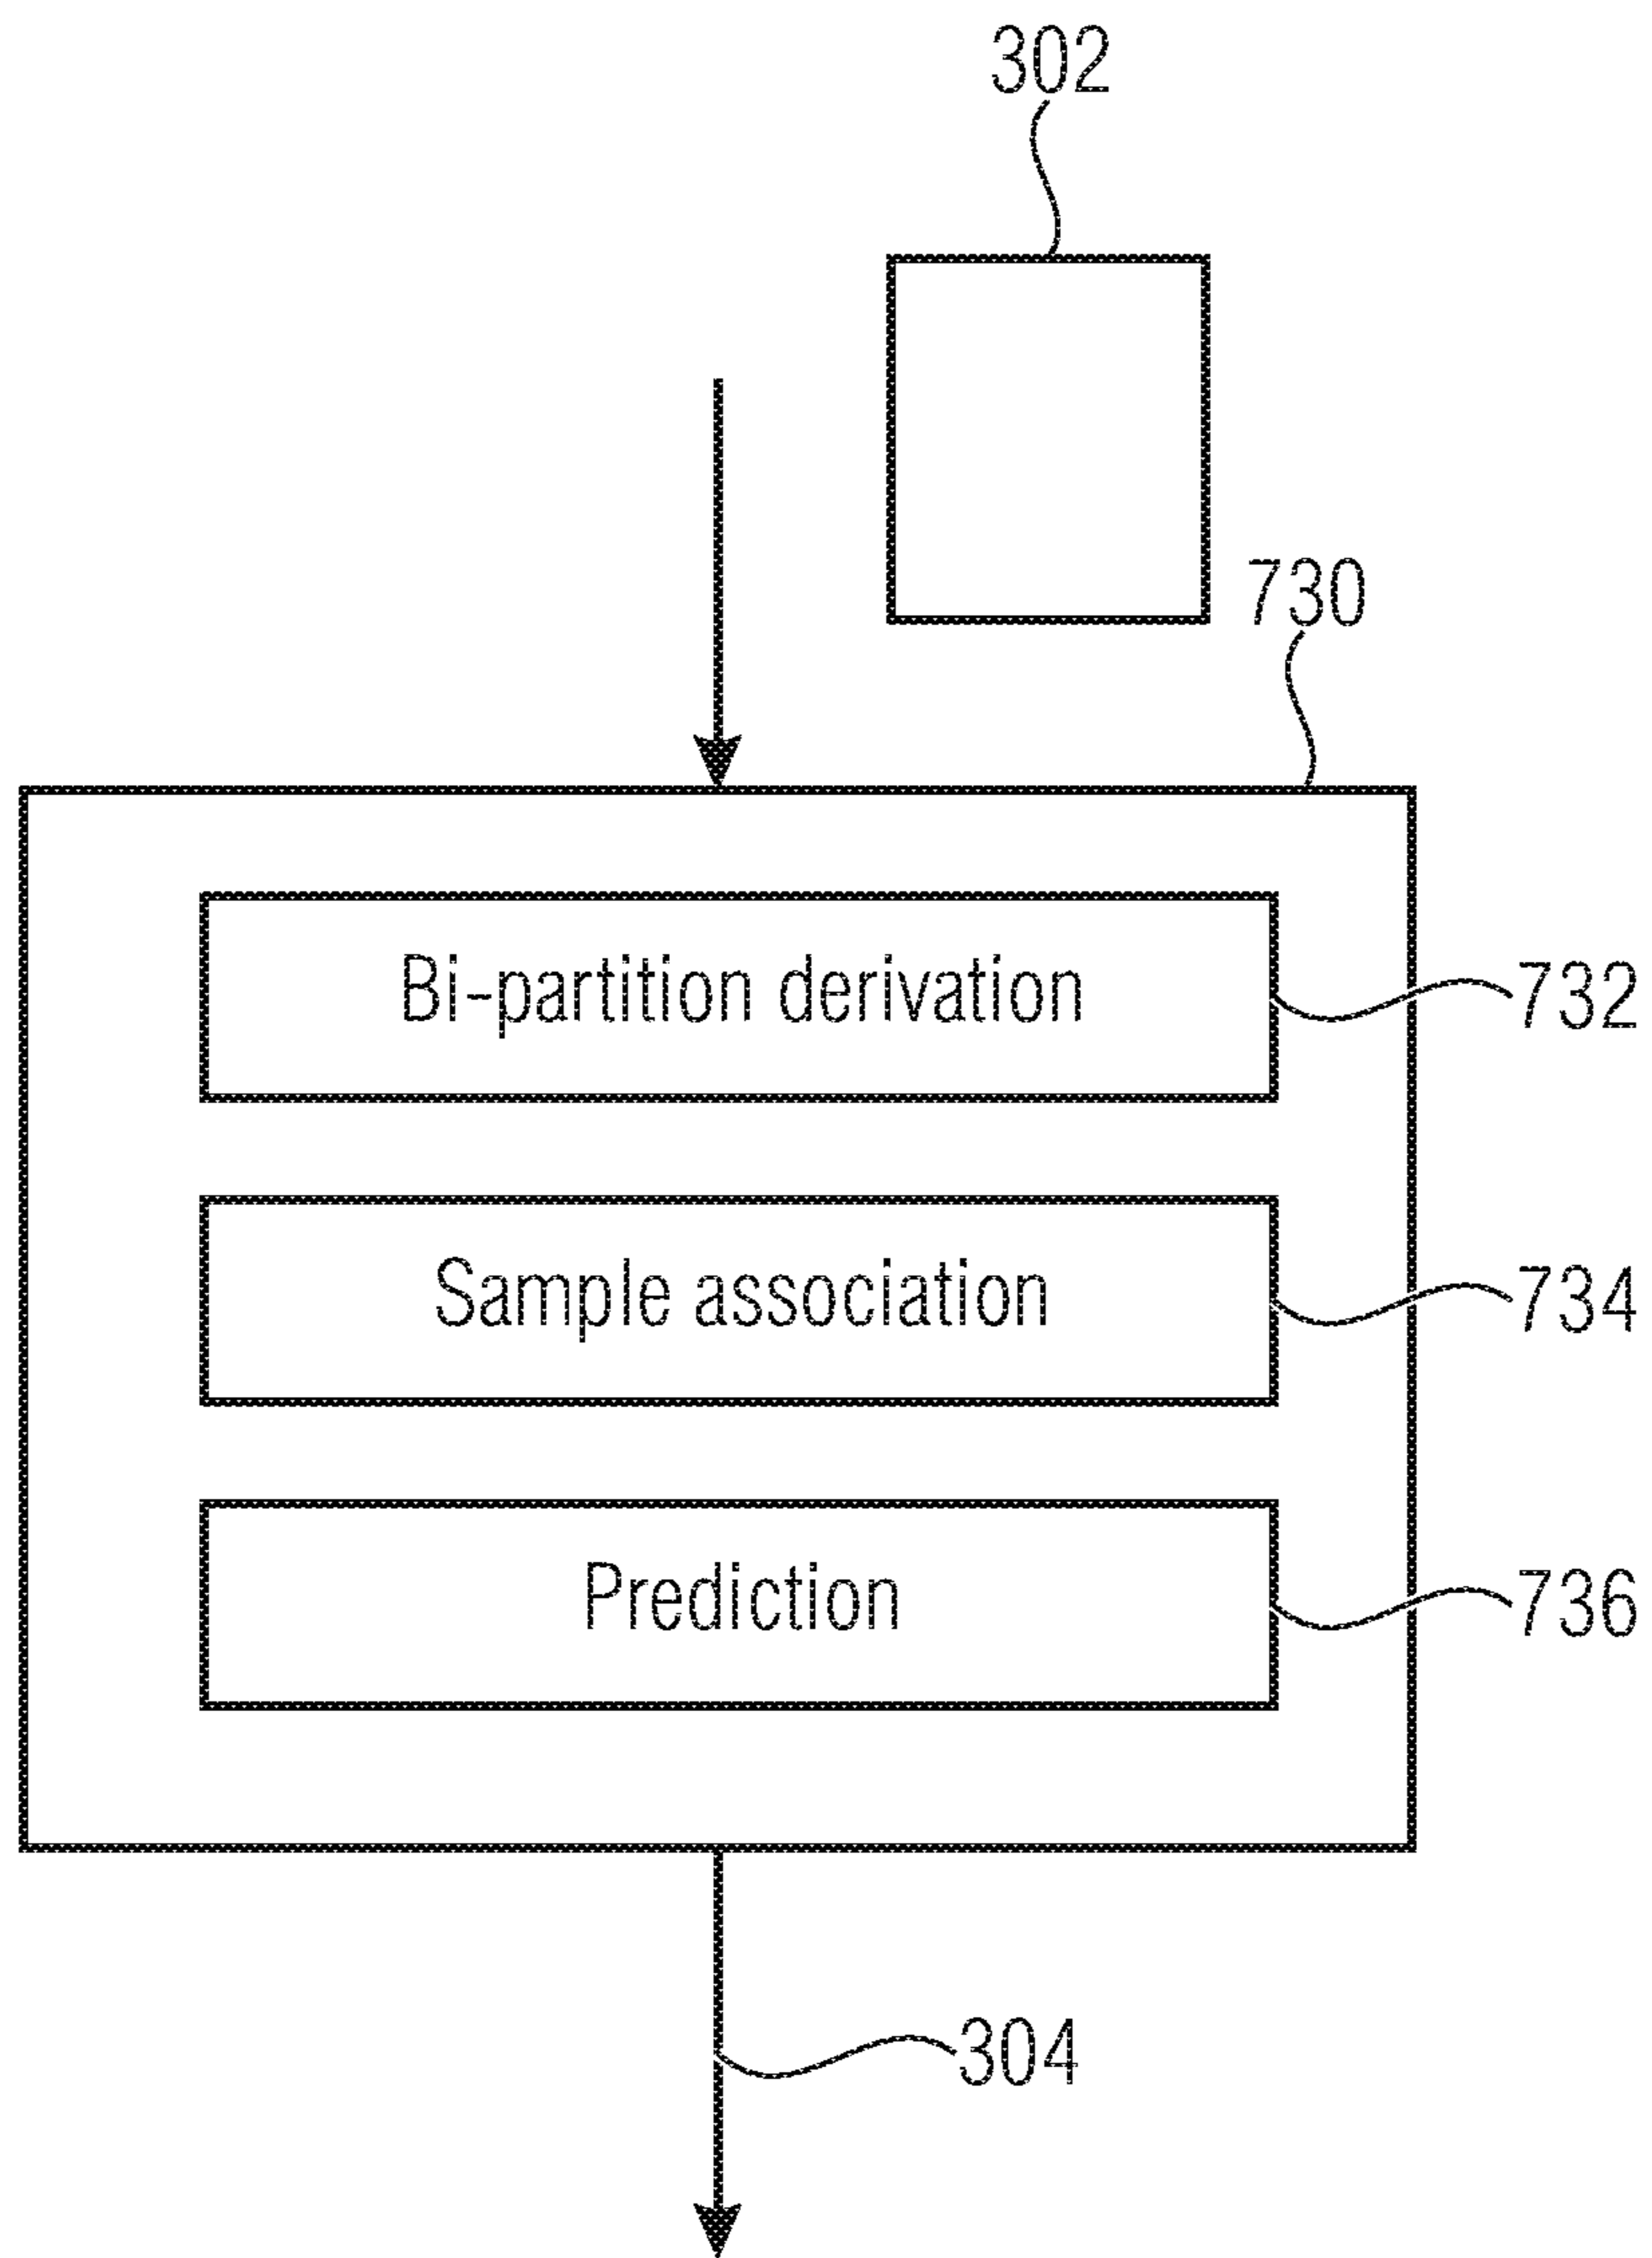 302
730
Bi-partition derivation
732
Sample association
734
Prediction
736
304